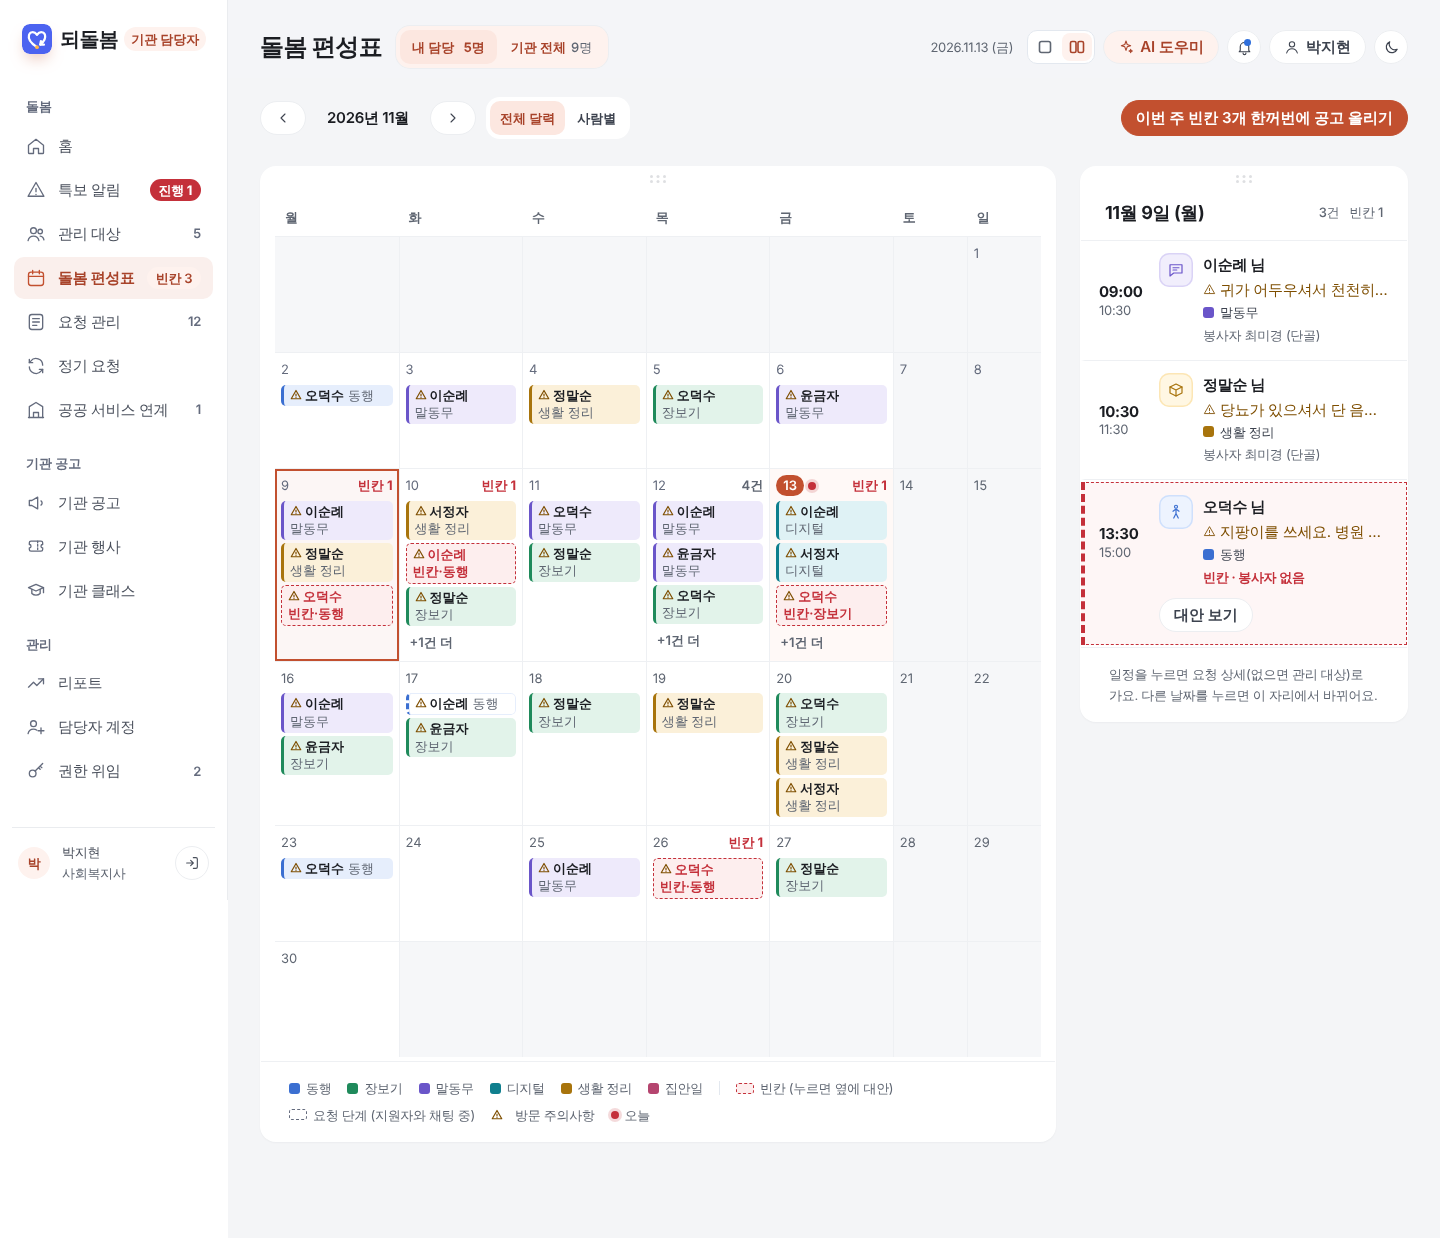 되돌봄 기관 담당자
돌봄
홈
특보 알림 진행 1
관리 대상 5
돌봄 편성표 빈칸 3
요청 관리 12
정기 요청
공공 서비스 연계 1
기관 공고
기관 공고
기관 행사
기관 클래스
관리
리포트
담당자 계정
권한 위임 2
박 박지현
사회복지사
돌봄 편성표 내 담당 5명 기관 전체 9명
2026.11.13 (금) AI 도우미 박지현
2026년 11월 전체 달력 사람별
이번 주 빈칸 3개 한꺼번에 공고 올리기
월 화 수 목 금 토 일
1
2
오덕수 동행
3
이순례
말동무
4
정말순
생활 정리
5
오덕수
장보기
6
윤금자
말동무
7
8
9 빈칸 1
이순례
말동무
정말순
생활 정리
오덕수
빈칸·동행
10 빈칸 1
서정자
생활 정리
이순례
빈칸·동행
정말순
장보기
+1건 더
11
오덕수
말동무
정말순
장보기
12 4건
이순례
말동무
윤금자
말동무
오덕수
장보기
+1건 더
13 빈칸 1
이순례
디지털
서정자
디지털
오덕수
빈칸·장보기
+1건 더
14
15
16
이순례
말동무
윤금자
장보기
17
이순례 동행
윤금자
장보기
18
정말순
장보기
19
정말순
생활 정리
20
오덕수
장보기
정말순
생활 정리
서정자
생활 정리
21
22
23
오덕수 동행
24
25
이순례
말동무
26 빈칸 1
오덕수
빈칸·동행
27
정말순
장보기
28
29
30
동행 장보기 말동무 디지털 생활 정리 집안일 빈칸 (누르면 옆에 대안)
요청 단계 (지원자와 채팅 중) 방문 주의사항 오늘
11월 9일 (월) 3건 빈칸 1
09:00
10:30
이순례 님
귀가 어두우셔서 천천히...
말동무
봉사자 최미경 (단골)
10:30
11:30
정말순 님
당뇨가 있으셔서 단 음...
생활 정리
봉사자 최미경 (단골)
13:30
15:00
오덕수 님
지팡이를 쓰세요. 병원 ...
동행
빈칸 · 봉사자 없음
대안 보기
일정을 누르면 요청 상세(없으면 관리 대상)로
가요. 다른 날짜를 누르면 이 자리에서 바뀌어요.